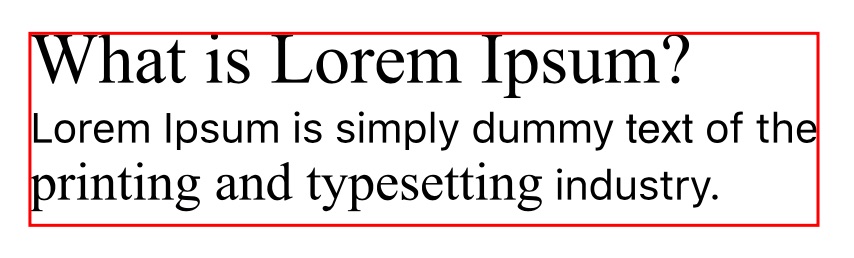 What is Lorem Ipsum?
Lorem Ipsum is simply dummy text of the
printing and typesetting industry.